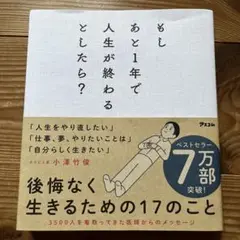 もし
あと1年で
人生が終わる
としたら？
アスコム
「人生をやり直したい」
「仕事、夢、やりたいことは」
「自分らしく生きたい」
小澤竹俊
ベストセラー
7万部
突破！
後悔なく
生きるための17のこと
3500人を看取ってきた医師からのメッセージ